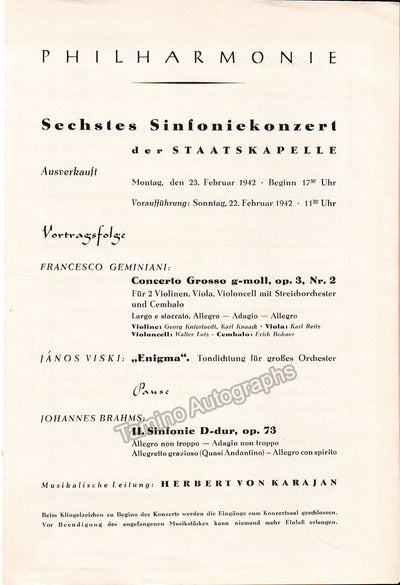 PHILHARMONIE
Sechstes Sinfoniekonzert
der STAATSKAPELLE
Ausverkauft
Montag, den 23. Februar 1942 · Beginn 17³⁰ Uhr
Voraufführung: Sonntag, 22. Februar 1942 · 11³⁰ Uhr
Vortragsfolge
FRANCESCO GEMINIANI:
Concerto Grosso g-moll, op. 3, Nr. 2
Für 2 Violinen, Viola, Violoncell mit Streichorchester
und Cembalo
Largo e staccato, Allegro — Adagio — Allegro
Violine: Georg Kniestaedt, Karl Knaack · Viola: Karl Reitz
Violoncell: Walter Lutz · Cembalo: Erich Bohner
JÁNOS VISKI: „Enigma". Tondichtung für großes Orchester
Pause
JOHANNES BRAHMS:
II. Sinfonie D-dur, op. 73
Allegro non troppo — Adagio non troppo
Allegretto grazioso (Quasi Andantino) — Allegro con spirito
Musikalische Leitung: HERBERT VON KARAJAN
Beim Klingelzeichen zu Beginn des Konzerts werden die Eingänge zum Konzertsaal geschlossen.
Vor Beendigung des angefangenen Musikstückes kann niemand mehr Einlaß erlangen.
Tamino Autographs